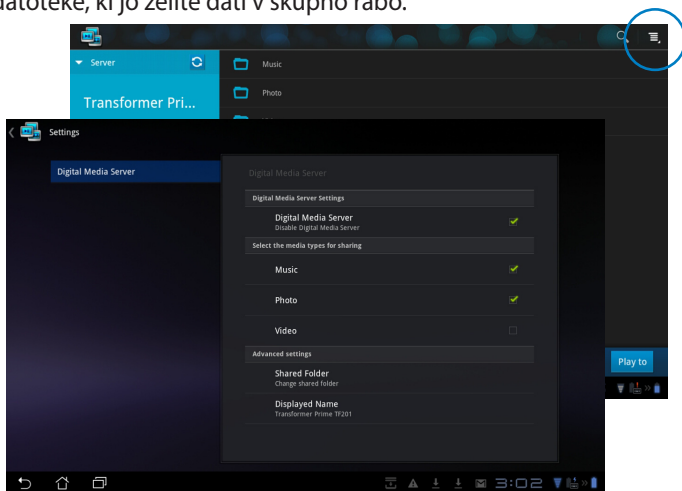 datoteke, ki jo želite dati v skupno rabo.
Server
Music
Photo
Transformer Pri...
Settings
Digital Media Server
Digital Media Server
Digital Media Server Settings
Digital Media Server
Disable Digital Media Server
Select the media types for sharing
Music
Photo
Video
Advanced settings
Shared Folder
Change shared folder
Displayed Name
Transformer Prime TF201
Play to
3:02